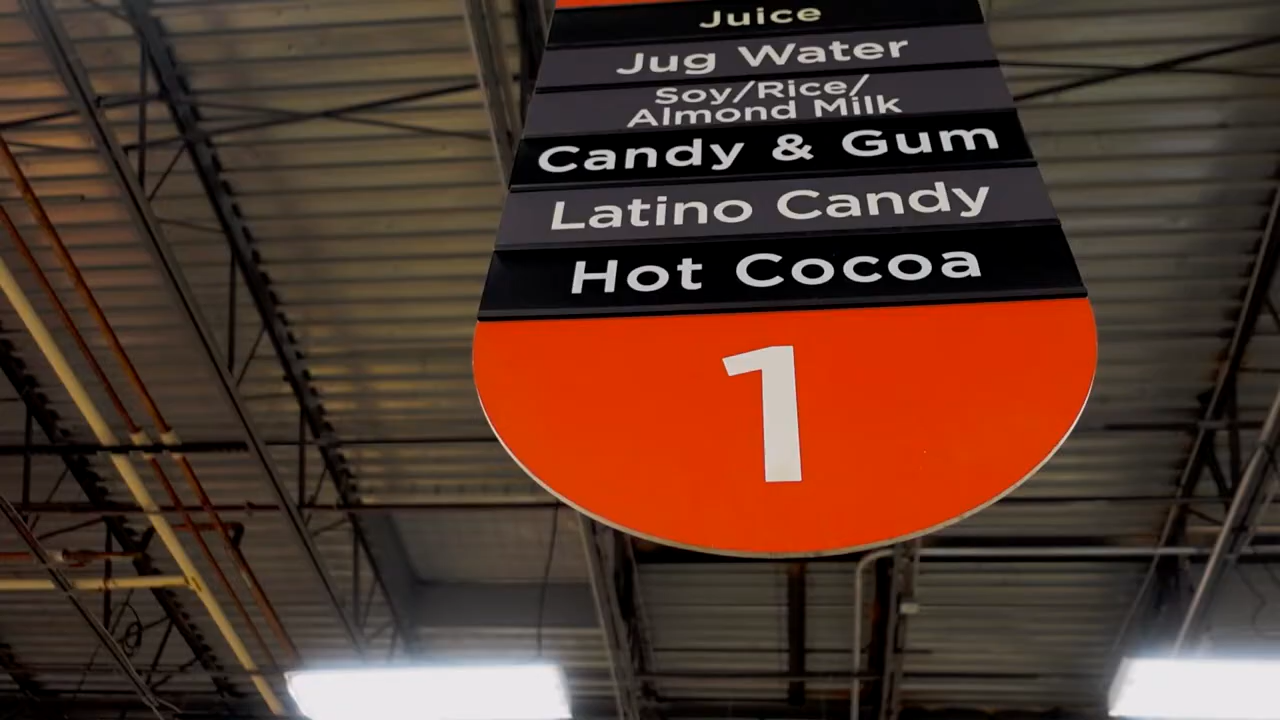 Juice
Jug Water
Soy/Rice/
Almond Milk
Candy & Gum
Latino Candy
Hot Cocoa
1